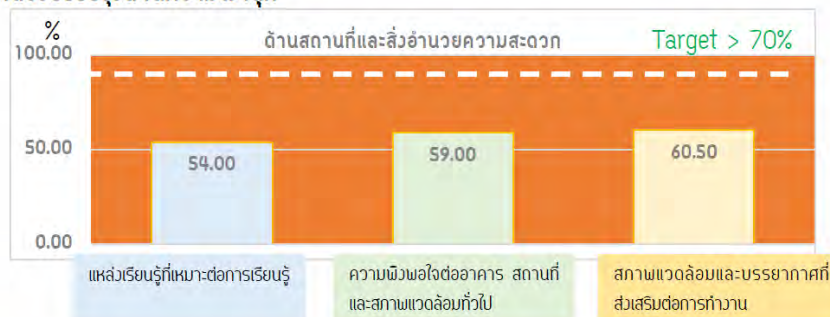 %
ด้านสถานที่และสิ่งอำนวยความสะดวก
Target > 70%
100.00
50.00
0.00
54.00
59.00
60.50
แหล่งเรียนรู้ที่เหมาะต่อการเรียนรู้
ความพึงพอใจต่ออาคาร สถานที่
และสภาพแวดล้อมทั่วไป
สภาพแวดล้อมและบรรยากาศที่
ส่งเสริมต่อการทำงาน